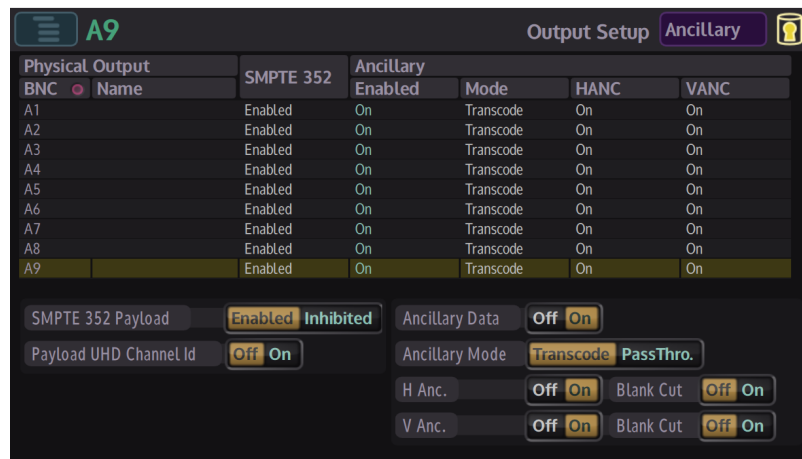 A9 Output Setup Ancillary
Physical Output SMPTE 352 Ancillary
BNC Name Enabled Mode HANC VANC
A1 Enabled On Transcode On On
A2 Enabled On Transcode On On
A3 Enabled On Transcode On On
A4 Enabled On Transcode On On
A5 Enabled On Transcode On On
A6 Enabled On Transcode On On
A7 Enabled On Transcode On On
A8 Enabled On Transcode On On
A9 Enabled On Transcode On On
SMPTE 352 Payload Enabled Inhibited Ancillary Data Off On
Payload UHD Channel Id Off On Ancillary Mode Transcode PassThro.
H Anc. Off On Blank Cut Off On
V Anc. Off On Blank Cut Off On